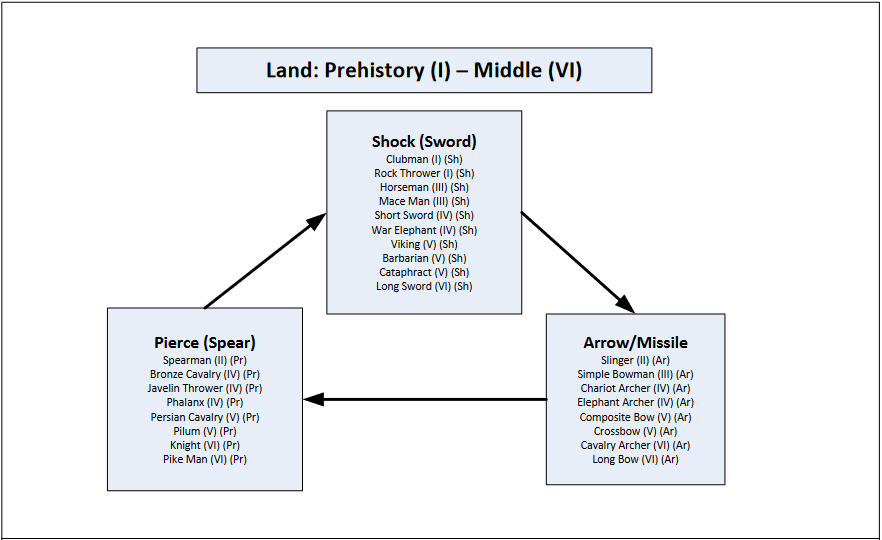 Land: Prehistory (I) – Middle (VI)
Shock (Sword)
Clubman (I) (Sh)
Rock Thrower (I) (Sh)
Horseman (III) (Sh)
Mace Man (III) (Sh)
Short Sword (IV) (Sh)
War Elephant (IV) (Sh)
Viking (V) (Sh)
Barbarian (V) (Sh)
Cataphract (V) (Sh)
Long Sword (VI) (Sh)
Pierce (Spear)
Spearman (II) (Pr)
Bronze Cavalry (IV) (Pr)
Javelin Thrower (IV) (Pr)
Phalanx (IV) (Pr)
Persian Cavalry (V) (Pr)
Pilum (V) (Pr)
Knight (VI) (Pr)
Pike Man (VI) (Pr)
Arrow/Missile
Slinger (II) (Ar)
Simple Bowman (III) (Ar)
Chariot Archer (IV) (Ar)
Elephant Archer (IV) (Ar)
Composite Bow (V) (Ar)
Crossbow (V) (Ar)
Cavalry Archer (VI) (Ar)
Long Bow (VI) (Ar)